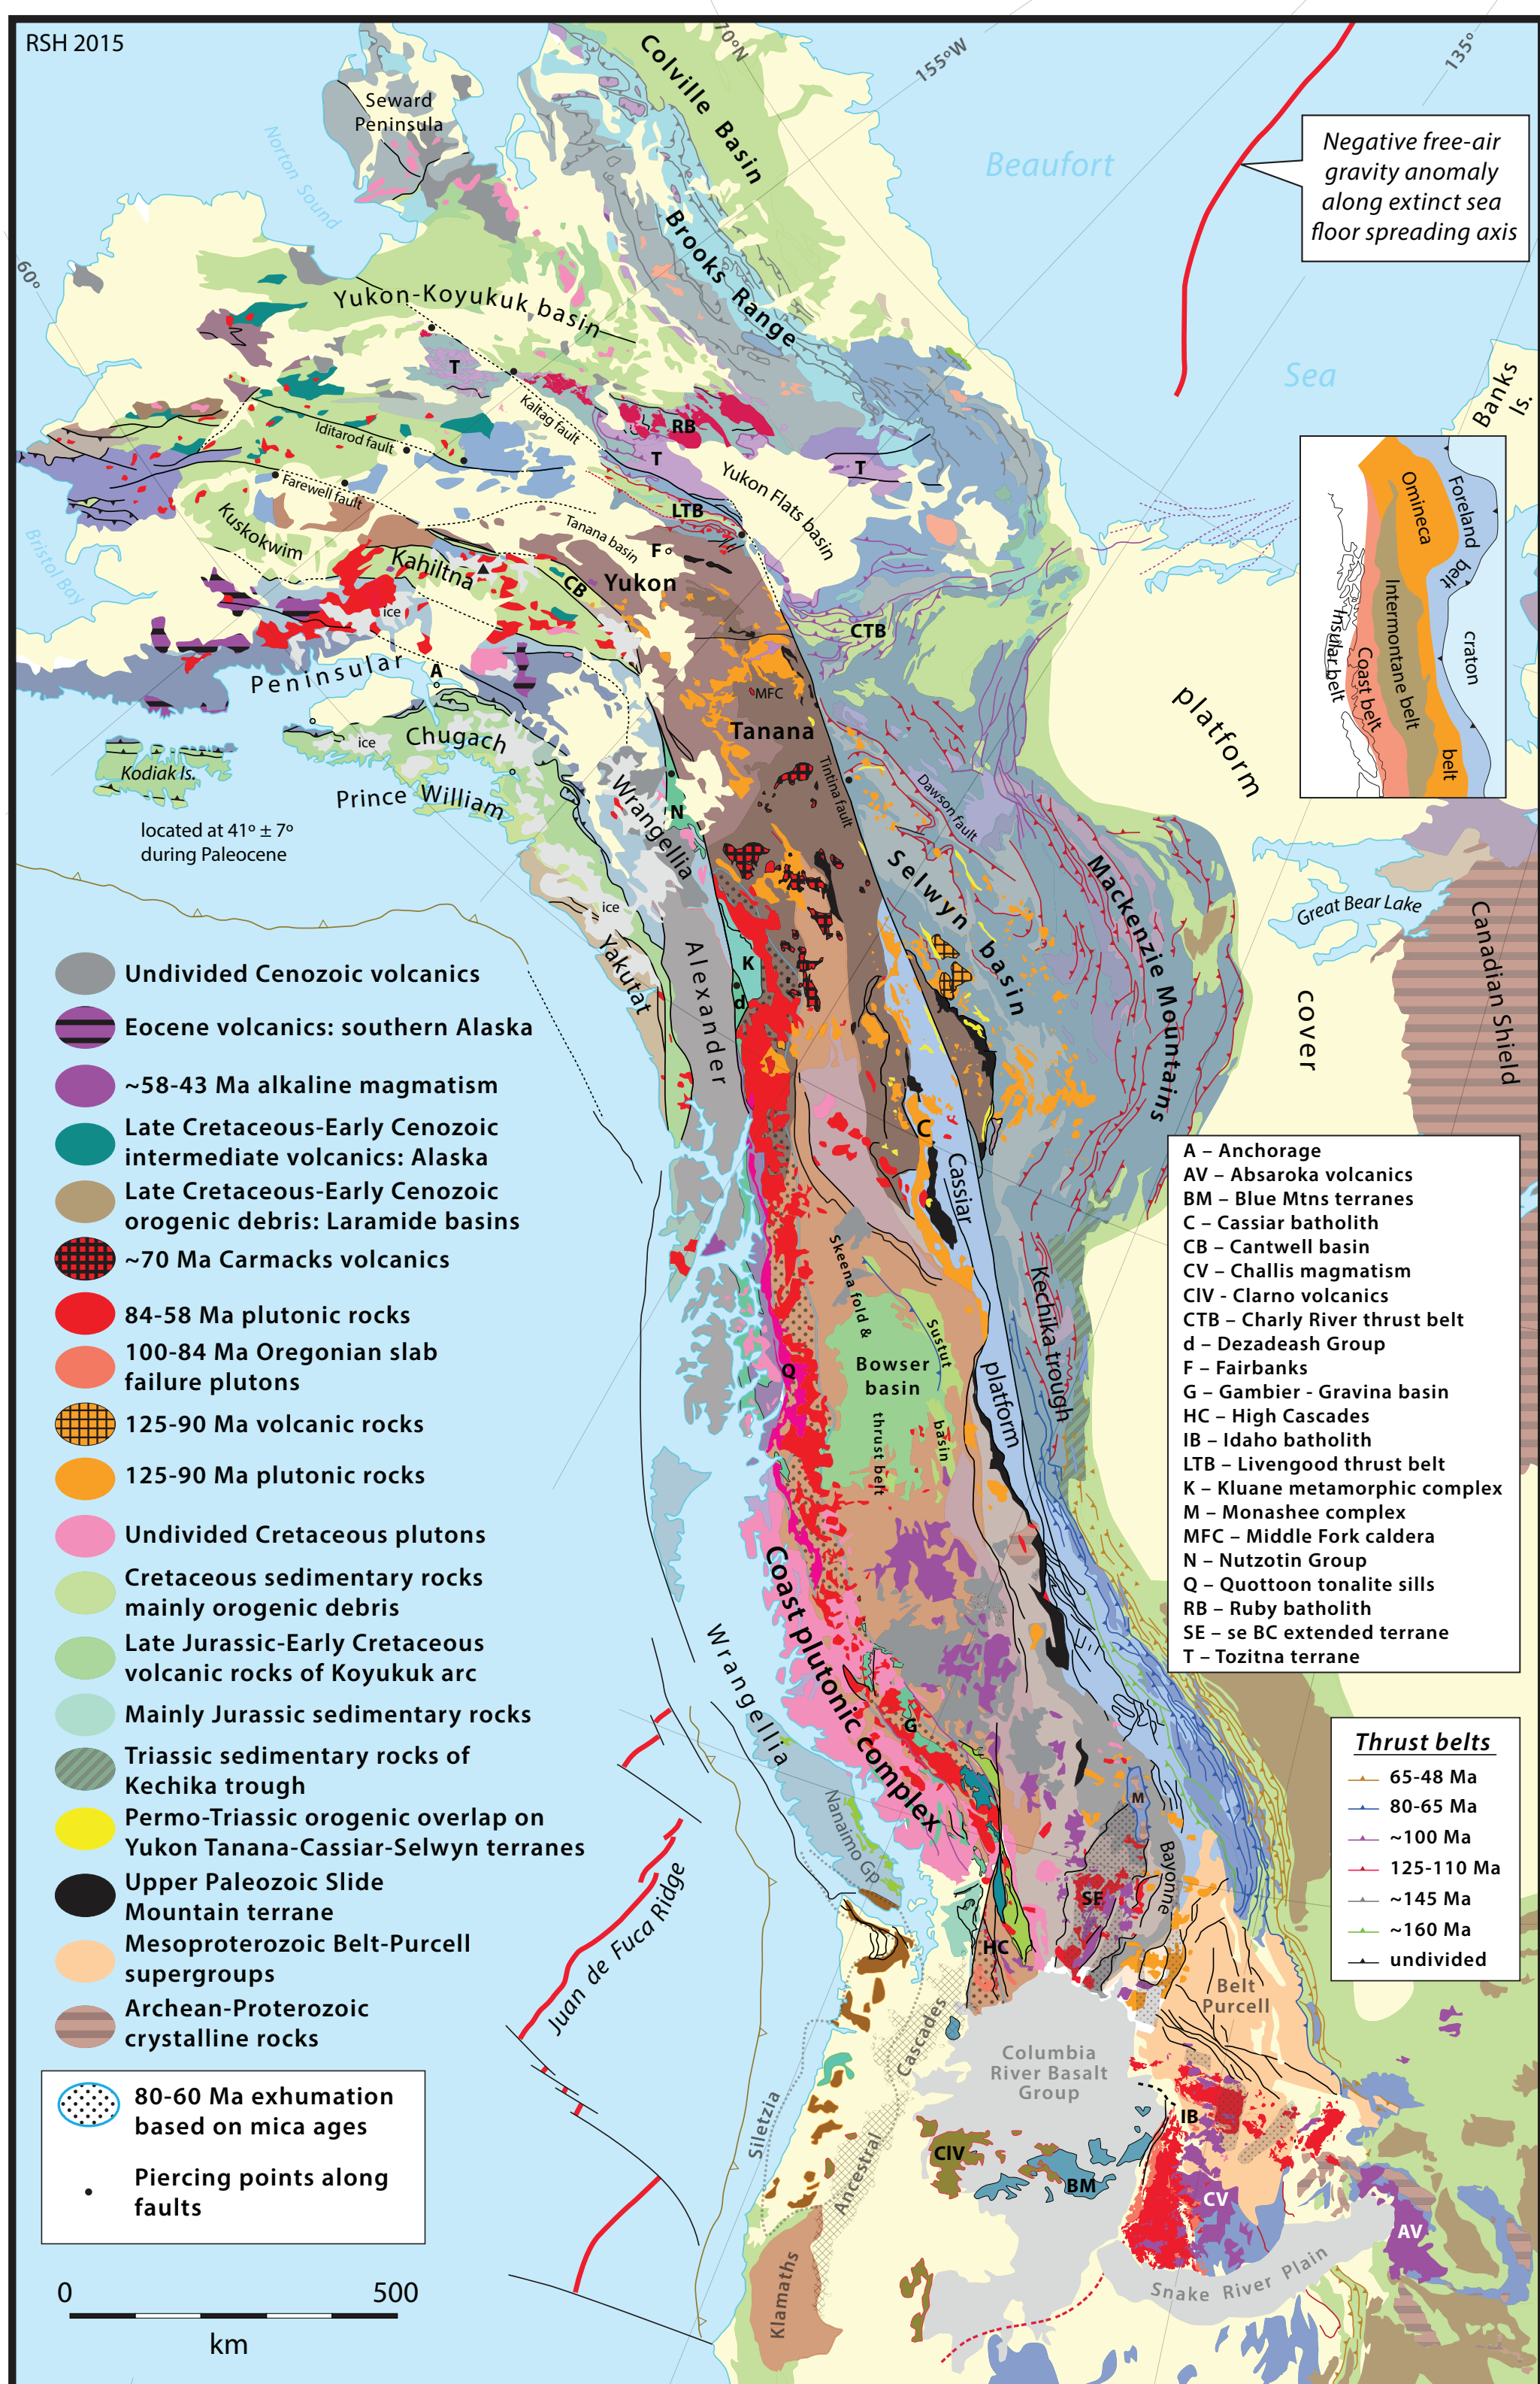 RSH 2015
70ºN
155ºW
135º
60º
Colville Basin
Seward
Peninsula
Norton Sound
Beaufort
Sea
Negative free-air
gravity anomaly
along extinct sea
floor spreading axis
Banks
Is.
Brooks Range
Yukon-Koyukuk basin
T
Kaltag fault
RB
T
T
Iditarod fault
Yukon Flats basin
Farewell fault
LTB
Kuskokwim
Tanana basin
F
Bristol Bay
Kahiltna
CB
Yukon
ice
CTB
Peninsular
A
MFC
Tanana
Chugach
ice
Kodiak Is.
Prince William
Wrangellia
N
Tintina fault
Dawson fault
located at 41º ± 7º
during Paleocene
Selwyn basin
Mackenzie Mountains
platform
cover
Great Bear Lake
Canadian Shield
ice
Yakutat
Alexander
K
d
C
Cassiar
platform
Kechika trough
Skeena fold &
thrust belt
Sustut
basin
Bowser
basin
Q
Coast plutonic complex
Wrangellia
G
Nanaimo Gp
M
Bayonne
SE
HC
Juan de Fuca Ridge
Belt
Purcell
Columbia
River Basalt
Group
Cascades
Ancestral
Siletzia
IB
ClV
BM
CV
AV
Snake River Plain
Klamaths
Omineca
belt
Foreland
belt
Intermontane belt
Coast belt
Insular belt
craton
Undivided Cenozoic volcanics
Eocene volcanics: southern Alaska
~58-43 Ma alkaline magmatism
Late Cretaceous-Early Cenozoic
intermediate volcanics: Alaska
Late Cretaceous-Early Cenozoic
orogenic debris: Laramide basins
~70 Ma Carmacks volcanics
84-58 Ma plutonic rocks
100-84 Ma Oregonian slab
failure plutons
125-90 Ma volcanic rocks
125-90 Ma plutonic rocks
Undivided Cretaceous plutons
Cretaceous sedimentary rocks
mainly orogenic debris
Late Jurassic-Early Cretaceous
volcanic rocks of Koyukuk arc
Mainly Jurassic sedimentary rocks
Triassic sedimentary rocks of
Kechika trough
Permo-Triassic orogenic overlap on
Yukon Tanana-Cassiar-Selwyn terranes
Upper Paleozoic Slide
Mountain terrane
Mesoproterozoic Belt-Purcell
supergroups
Archean-Proterozoic
crystalline rocks
80-60 Ma exhumation
based on mica ages
Piercing points along
faults
0 500
km
A – Anchorage
AV – Absaroka volcanics
BM – Blue Mtns terranes
C – Cassiar batholith
CB – Cantwell basin
CV – Challis magmatism
ClV - Clarno volcanics
CTB – Charly River thrust belt
d – Dezadeash Group
F – Fairbanks
G – Gambier - Gravina basin
HC – High Cascades
IB – Idaho batholith
LTB – Livengood thrust belt
K – Kluane metamorphic complex
M – Monashee complex
MFC – Middle Fork caldera
N – Nutzotin Group
Q – Quottoon tonalite sills
RB – Ruby batholith
SE – se BC extended terrane
T – Tozitna terrane
Thrust belts
65-48 Ma
80-65 Ma
~100 Ma
125-110 Ma
~145 Ma
~160 Ma
undivided